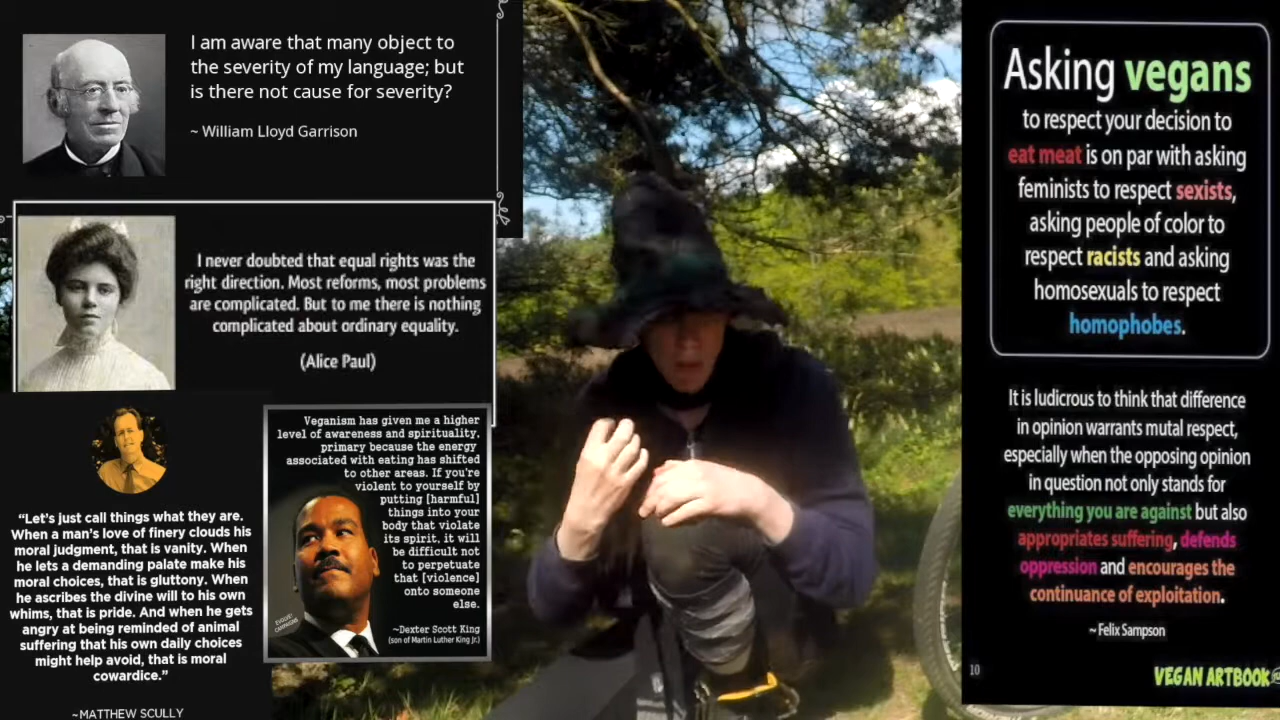 I am aware that many object to
the severity of my language; but
is there not cause for severity?
~ William Lloyd Garrison
I never doubted that equal rights was the
right direction. Most reforms, most problems
are complicated. But to me there is nothing
complicated about ordinary equality.
(Alice Paul)
“Let’s just call things what they are.
When a man’s love of finery clouds his
moral judgment, that is vanity. When
he lets a demanding palate make his
moral choices, that is gluttony. When
he ascribes the divine will to his own
whims, that is pride. And when he gets
angry at being reminded of animal
suffering that his own daily choices
might help avoid, that is moral
cowardice.”
~MATTHEW SCULLY
Veganism has given me a higher
level of awareness and spirituality,
primary because the energy
associated with eating has shifted
to other areas. If you're
violent to yourself by
putting [harmful]
things into your
body that violate
its spirit, it will
be difficult not
to perpetuate
that [violence]
onto someone
else.
~Dexter Scott King
(son of Martin Luther King Jr.)
EVOLVE!
CAMPAIGNS
Asking vegans
to respect your decision to
eat meat is on par with asking
feminists to respect sexists,
asking people of color to
respect racists and asking
homosexuals to respect
homophobes.
It is ludicrous to think that difference
in opinion warrants mutual respect,
especially when the opposing opinion
in question not only stands for
everything you are against but also
appropriates suffering, defends
oppression and encourages the
continuance of exploitation.
~ Felix Sampson
10
VEGAN ARTBOOK